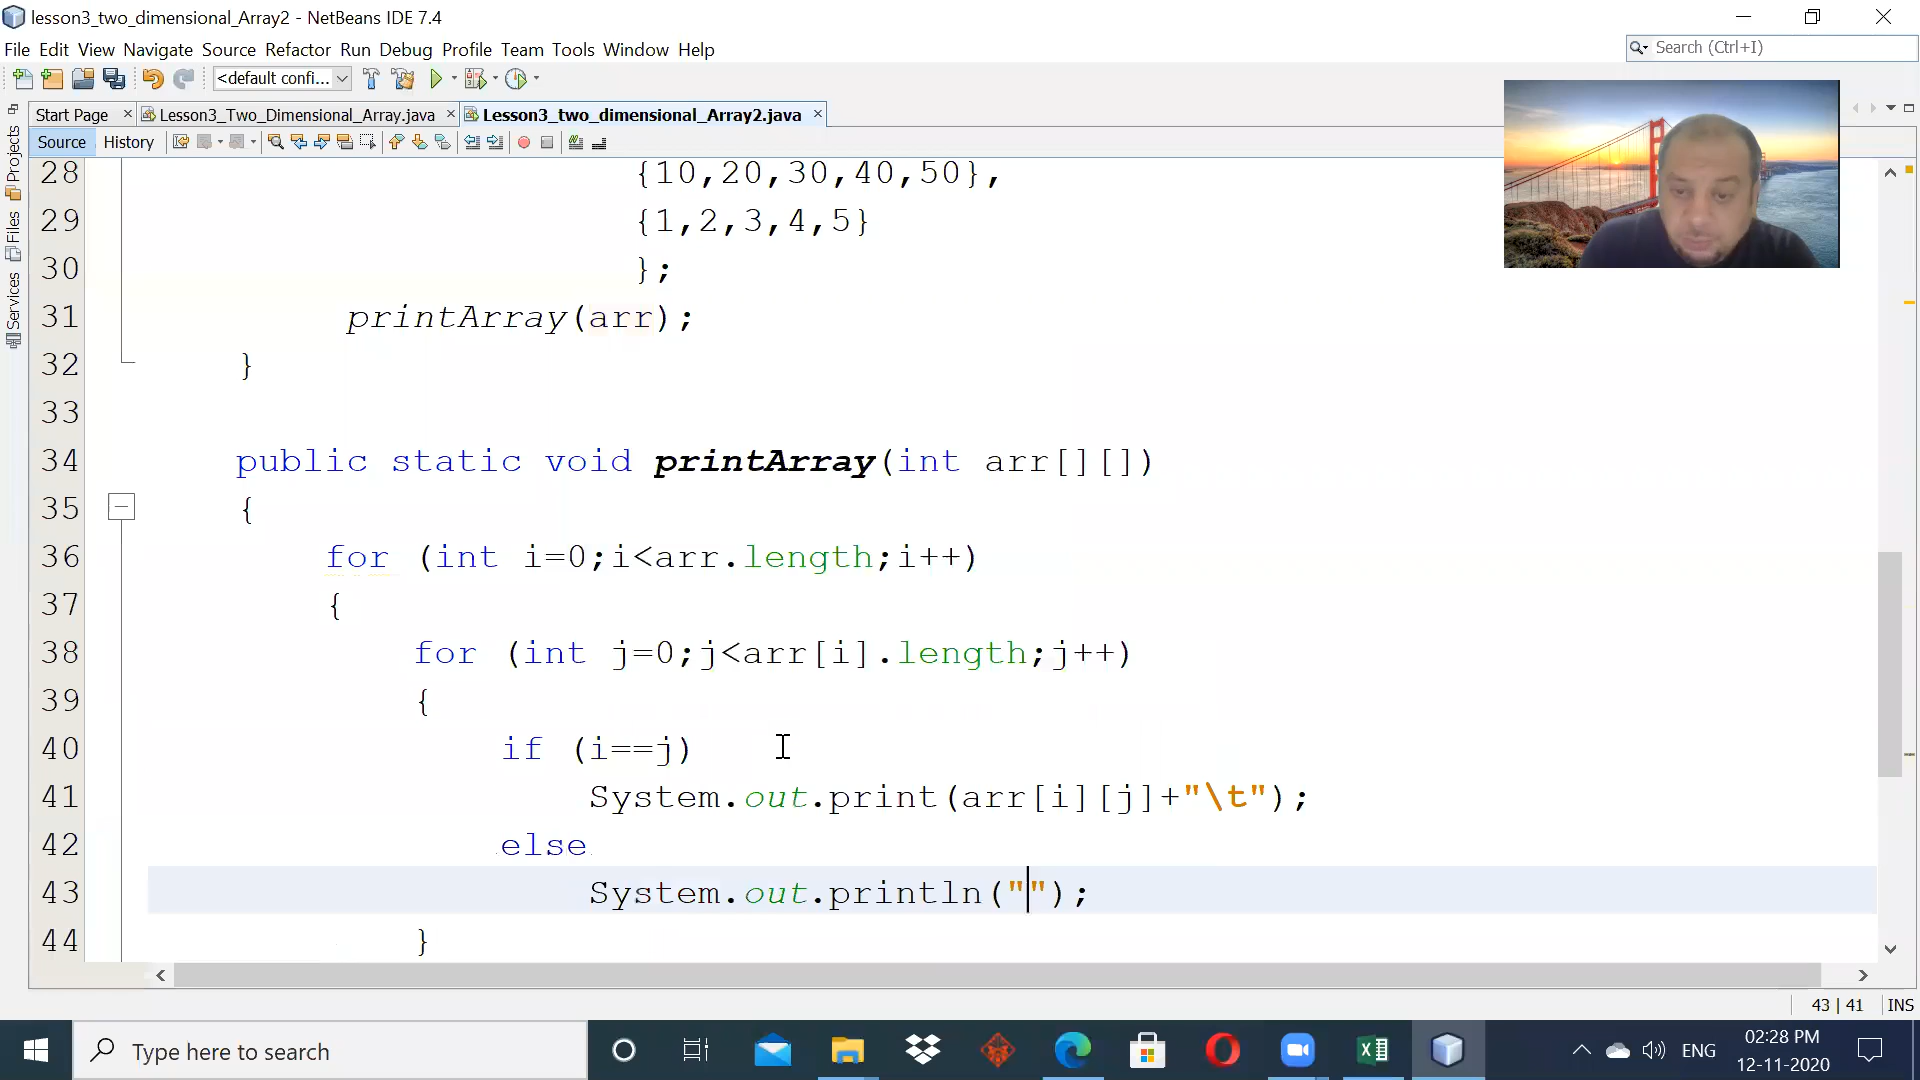 lesson3_two_dimensional_Array2 - NetBeans IDE 7.4
File Edit View Navigate Source Refactor Run Debug Profile Team Tools Window Help
Search (Ctrl+I)
<default confi...
Start Page Lesson3_Two_Dimensional_Array.java Lesson3_two_dimensional_Array2.java
Source History
Projects
Files
Services
28 {10,20,30,40,50},
29 {1,2,3,4,5}
30 };
31 printArray(arr);
32 }
33
34 public static void printArray(int arr[][])
35 {
36 for (int i=0;i<arr.length;i++)
37 {
38 for (int j=0;j<arr[i].length;j++)
39 {
40 if (i==j)
41 System.out.print(arr[i][j]+"\t");
42 else
43 System.out.println("");
44 }
43 | 41 INS
Type here to search
ENG
02:28 PM
12-11-2020